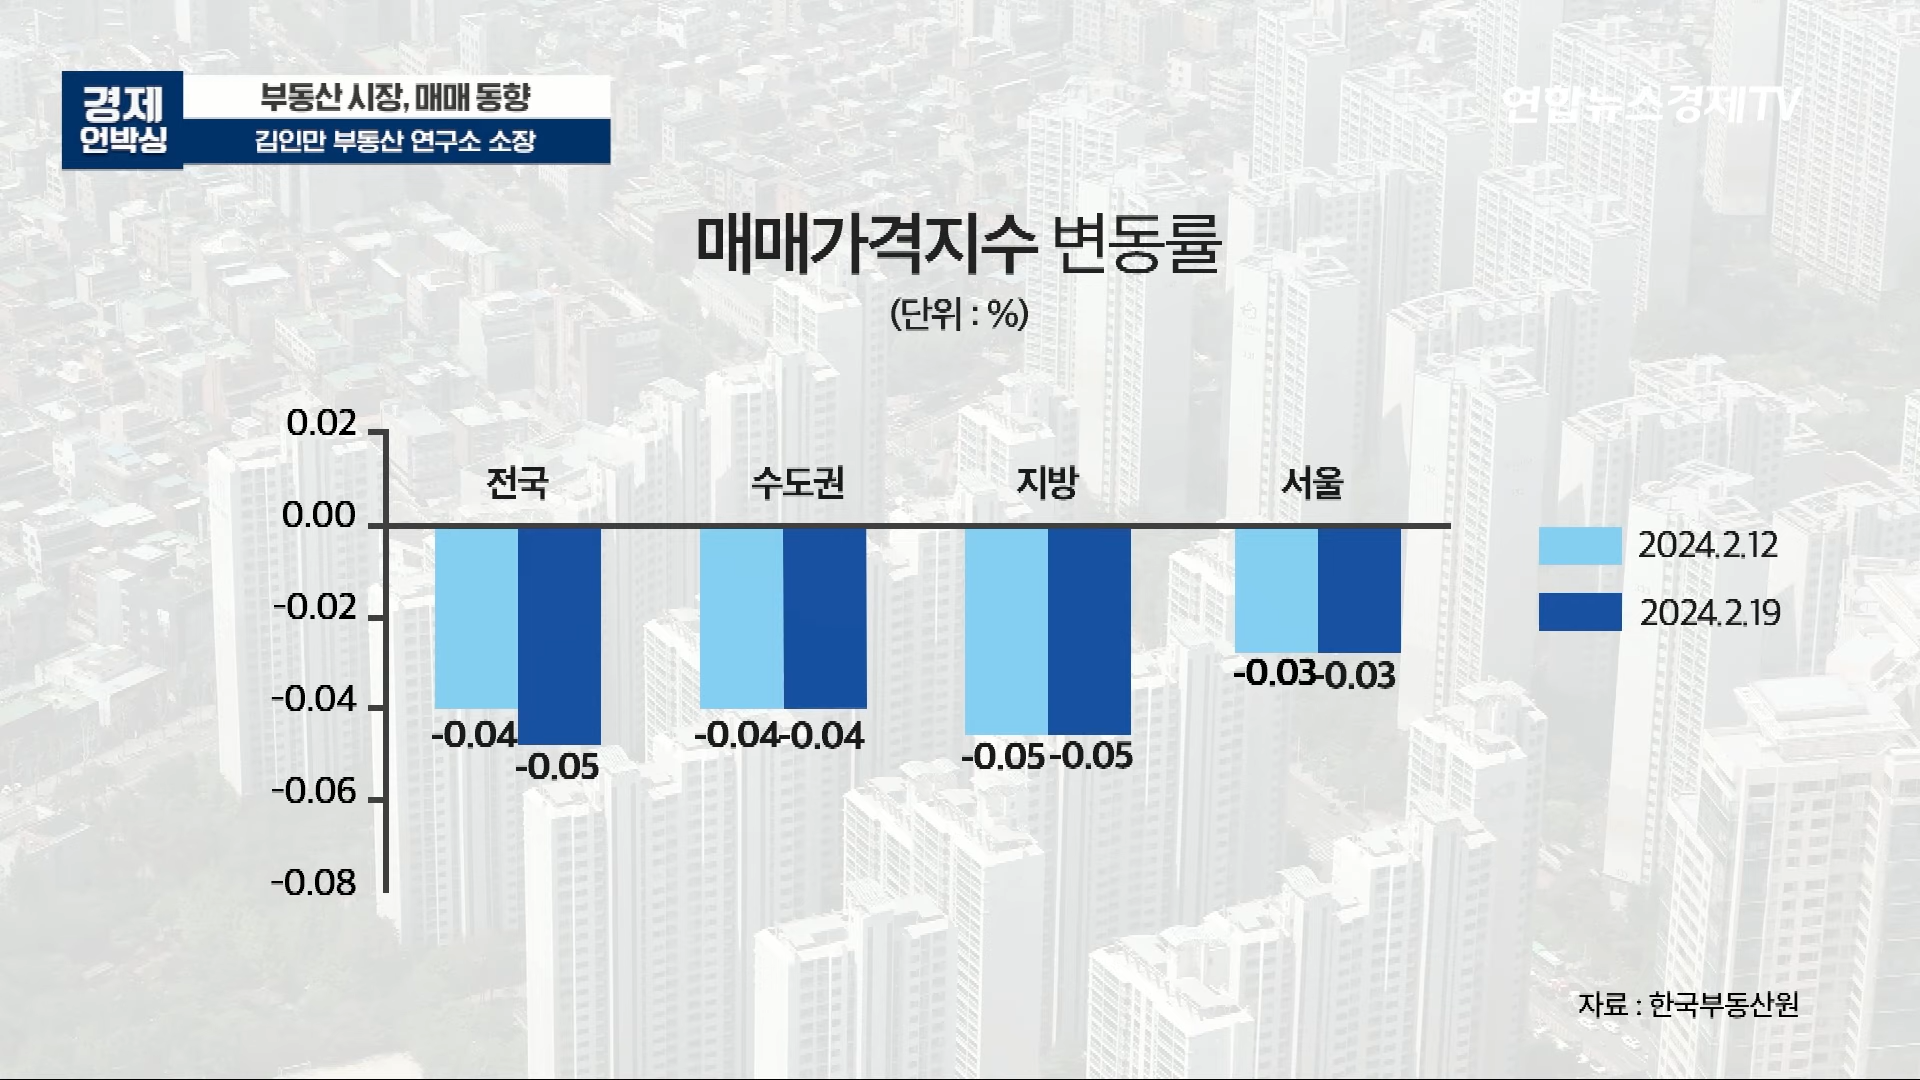 경제
언박싱
부동산 시장, 매매 동향
김인만 부동산 연구소 소장
연합뉴스경제TV
매매가격지수 변동률
(단위 : %)
0.02
0.00
-0.02
-0.04
-0.06
-0.08
전국
수도권
지방
서울
-0.04
-0.05
-0.04
-0.04
-0.05
-0.05
-0.03
-0.03
2024.2.12
2024.2.19
자료 : 한국부동산원